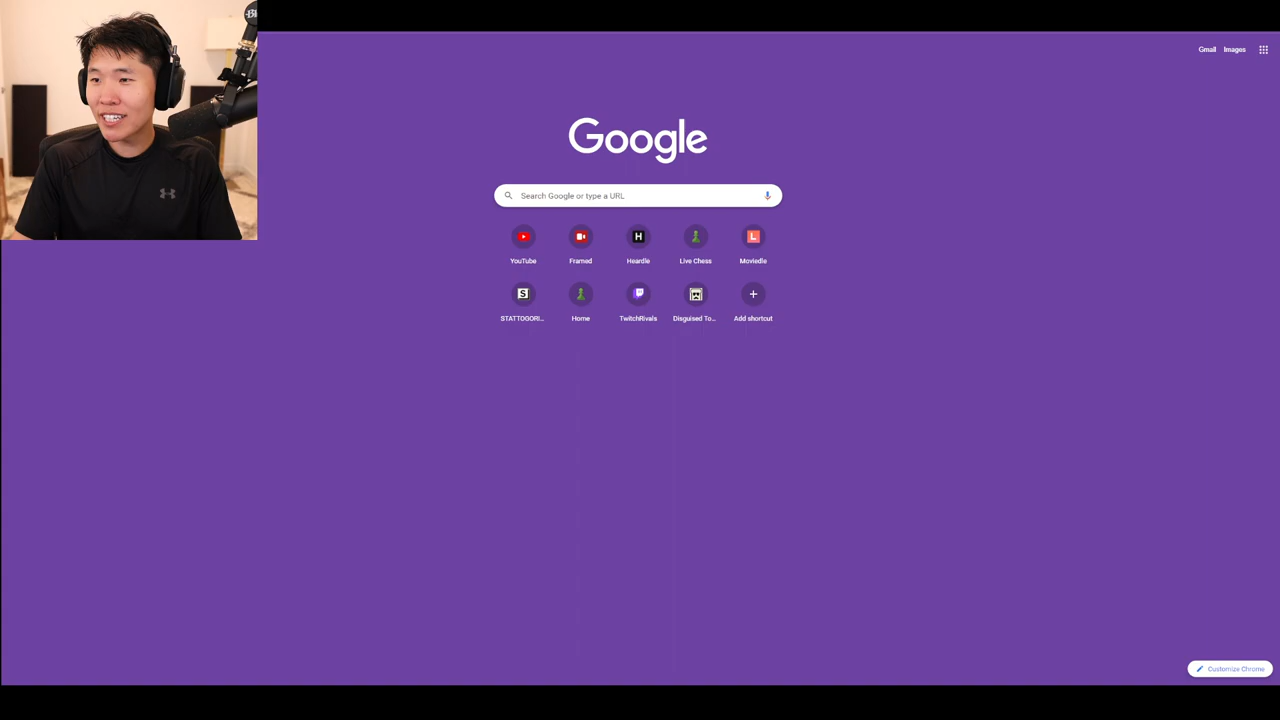 Gmail Images
Google
Search Google or type a URL
YouTube Framed Heardle Live Chess Moviedle
STATTOGORI... Home TwitchRivals Disguised To... Add shortcut
Customize Chrome